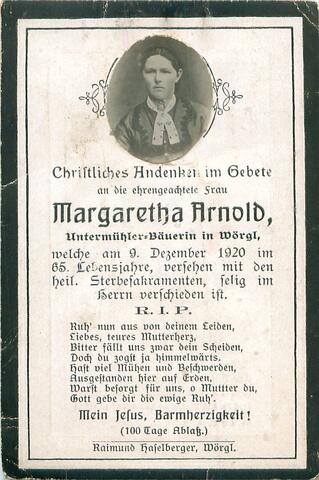 Christliches Andenken im Gebete
an die ehrengeachtete Frau
Margaretha Arnold,
Untermühler-Bäuerin in Wörgl,
welche am 9. Dezember 1920 im
65. Lebensjahre, versehen mit den
heil. Sterbesakramenten, selig im
Herrn verschieden ist.
R. I. P.
Ruh' nun aus von deinem Leiden,
Liebes, teures Mutterherz,
Bitter fällt uns zwar dein Scheiden,
Doch du zogst ja himmelwärts.
Hast viel Mühen und Beschwerden,
Ausgestanden hier auf Erden,
Warst besorgt für uns, o Muttter du,
Gott gebe dir die ewige Ruh'.
Mein Jesus, Barmherzigkeit!
(100 Tage Ablaß.)
Raimund Haselberger, Wörgl.